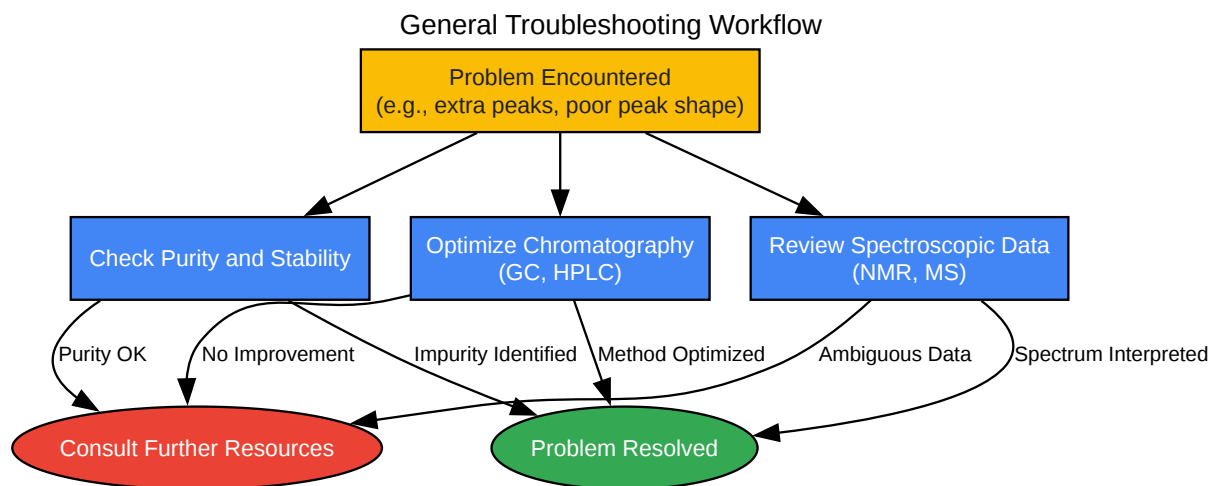 General Troubleshooting Workflow
Problem Encountered
(e.g., extra peaks, poor peak shape)
Check Purity and Stability
Optimize Chromatography
(GC, HPLC)
Review Spectroscopic Data
(NMR, MS)
Purity OK
No Improvement
Impurity Identified
Method Optimized
Ambiguous Data
Spectrum Interpreted
Consult Further Resources
Problem Resolved